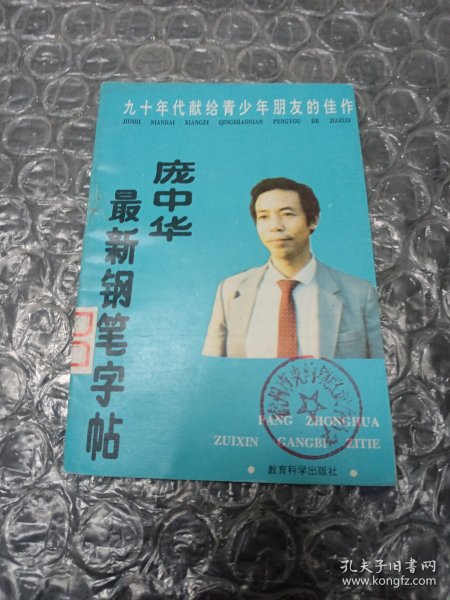 九十年代献给青少年朋友的佳作
JIUSHI NIANDAI XIANGEI QINGSHAONIAN PENGYOU DE JIAZUO
庞中华
最新钢笔字帖
PANG ZHONGHUA
ZUIXIN GANGBI ZITIE
教育科学出版社
孔夫子旧书网
www.kongfz.com